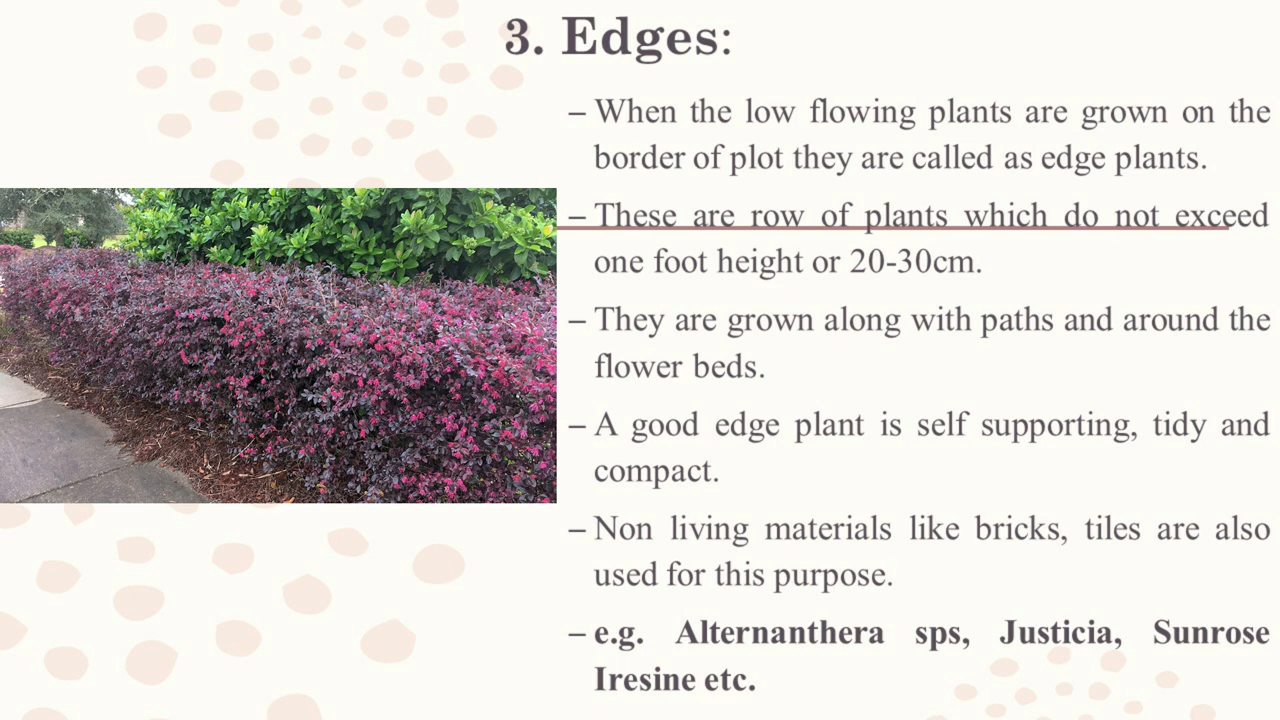 3. Edges:
– When the low flowing plants are grown on the
border of plot they are called as edge plants.
– These are row of plants which do not exceed
one foot height or 20-30cm.
– They are grown along with paths and around the
flower beds.
– A good edge plant is self supporting, tidy and
compact.
– Non living materials like bricks, tiles are also
used for this purpose.
– e.g. Alternanthera sps, Justicia, Sunrose
Iresine etc.